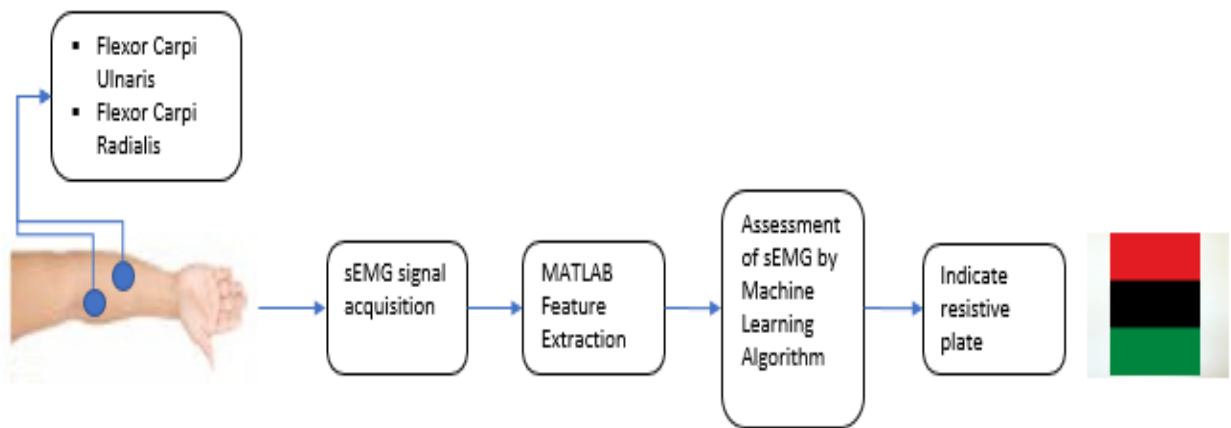 ▪ Flexor Carpi
Ulnaris
▪ Flexor Carpi
Radialis
sEMG signal
acquisition
MATLAB
Feature
Extraction
Assessment
of sEMG by
Machine
Learning
Algorithm
Indicate
resistive
plate